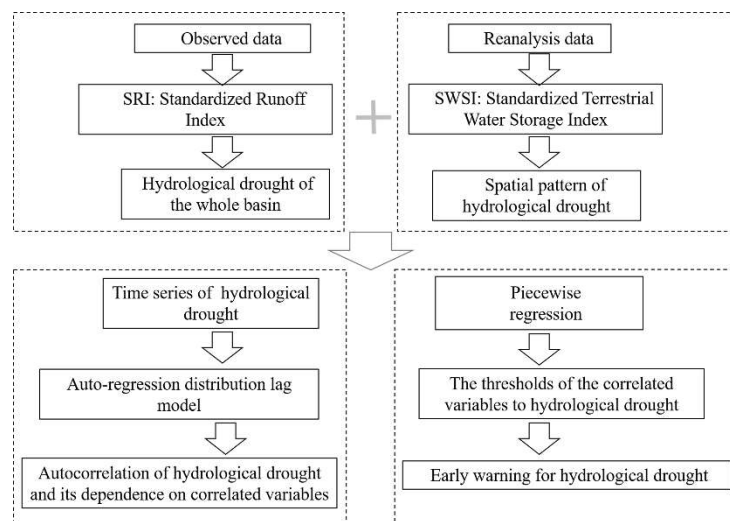 Observed data
SRI: Standardized Runoff
Index
Hydrological drought of
the whole basin
Reanalysis data
SWSI: Standardized Terrestrial
Water Storage Index
Spatial pattern of
hydrological drought
Time series of hydrological
drought
Auto-regression distribution lag
model
Autocorrelation of hydrological drought
and its dependence on correlated variables
Piecewise
regression
The thresholds of the correlated
variables to hydrological drought
Early warning for hydrological drought